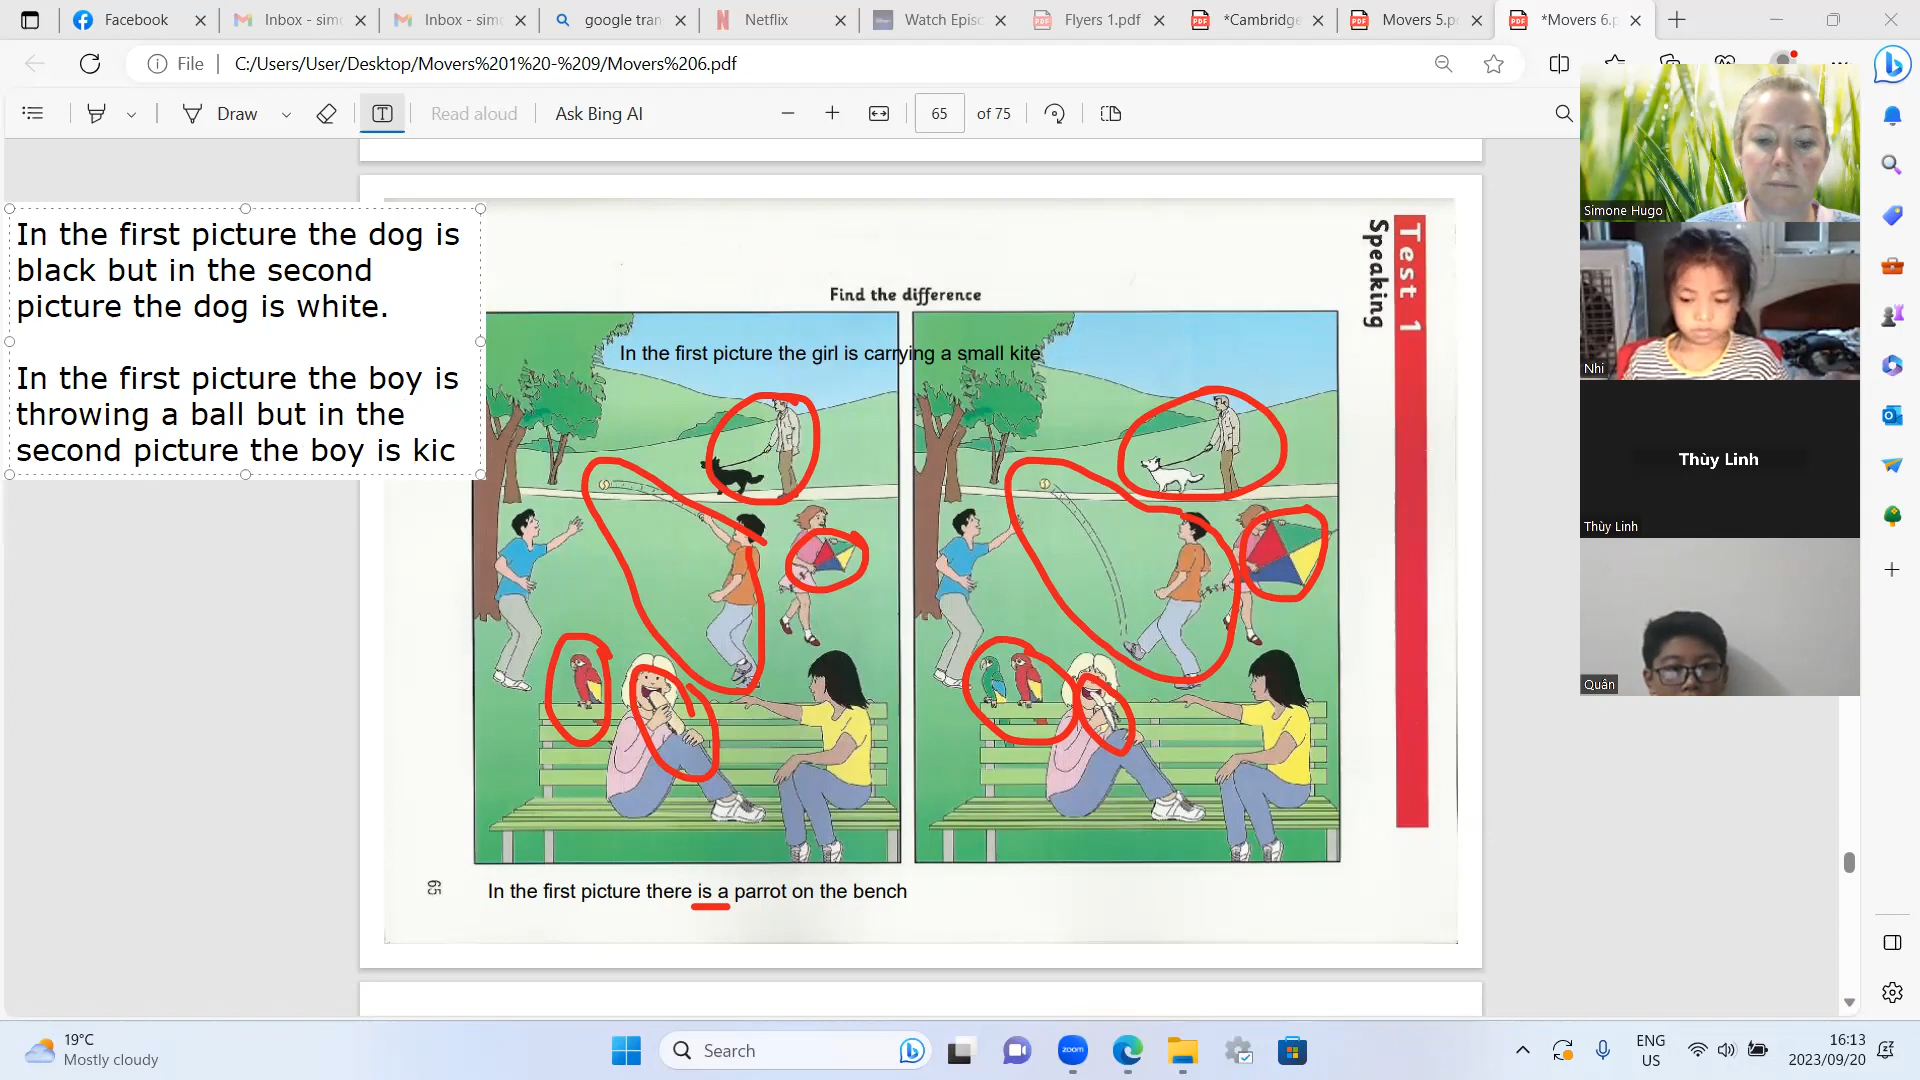 Facebook
Inbox - simo
Inbox - simo
google tran
Netflix
Watch Episo
Flyers 1.pdf
*Cambridge
Movers 5.p
*Movers 6.p
File
C:/Users/User/Desktop/Movers%201%20-%209/Movers%206.pdf
Draw
Read aloud
Ask Bing AI
65
of 75
In the first picture the dog is
black but in the second
picture the dog is white.
In the first picture the boy is
throwing a ball but in the
second picture the boy is kic
Test 1
Speaking
Find the difference
In the first picture the girl is carrying a small kite
65
In the first picture there is a parrot on the bench
Simone Hugo
Nhi
Thùy Linh
Thùy Linh
Quân
19°C
Mostly cloudy
Search
zoom
ENG
US
16:13
2023/09/20